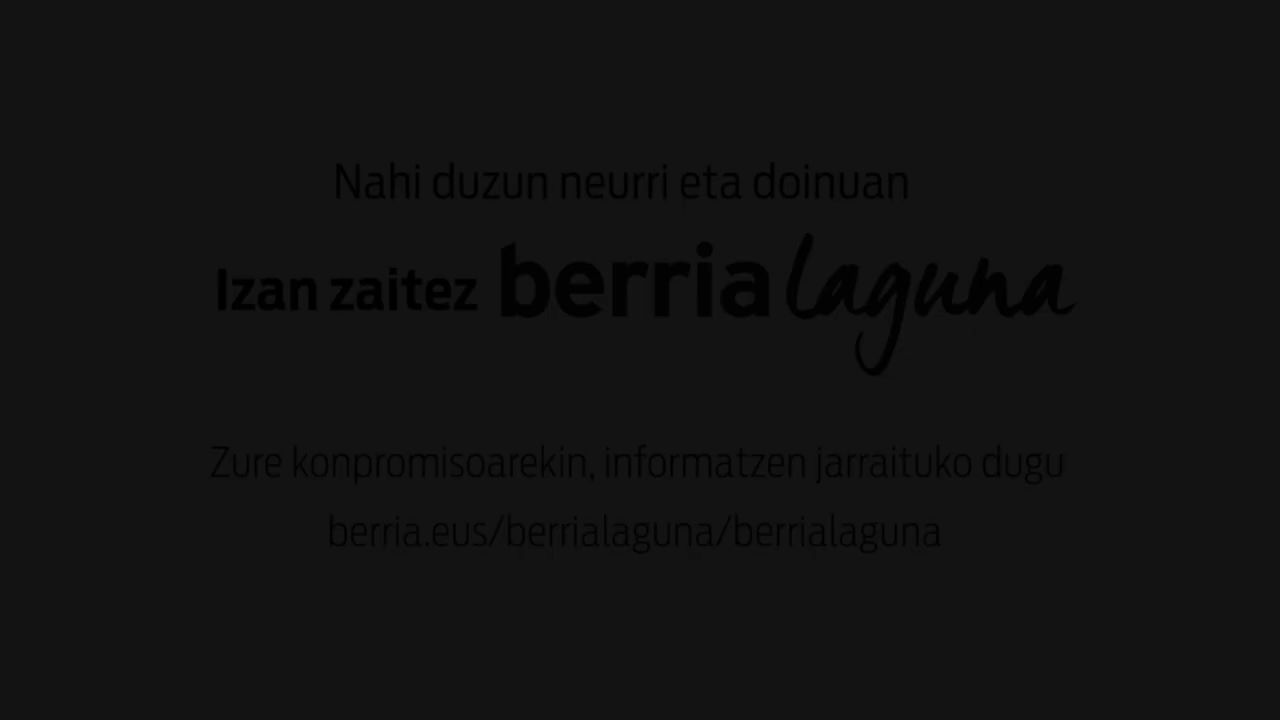 Nahi duzun neurri eta doinuan
Izan zaitez berria laguna
Zure konpromisoarekin, informatzen jarraituko dugu
berria.eus/berrialaguna/berrialaguna